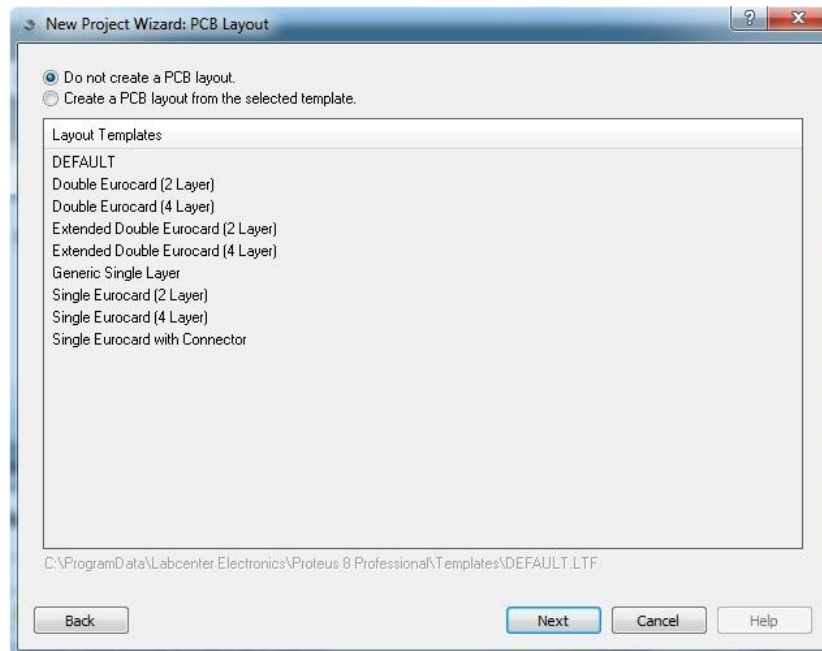 New Project Wizard: PCB Layout
?
Do not create a PCB layout.
Create a PCB layout from the selected template.
Layout Templates
DEFAULT
Double Eurocard (2 Layer)
Double Eurocard (4 Layer)
Extended Double Eurocard (2 Layer)
Extended Double Eurocard (4 Layer)
Generic Single Layer
Single Eurocard (2 Layer)
Single Eurocard (4 Layer)
Single Eurocard with Connector
C:\ProgramData\Labcenter Electronics\Proteus 8 Professional\Templates\DEFAULT.LTF
Back Next Cancel Help